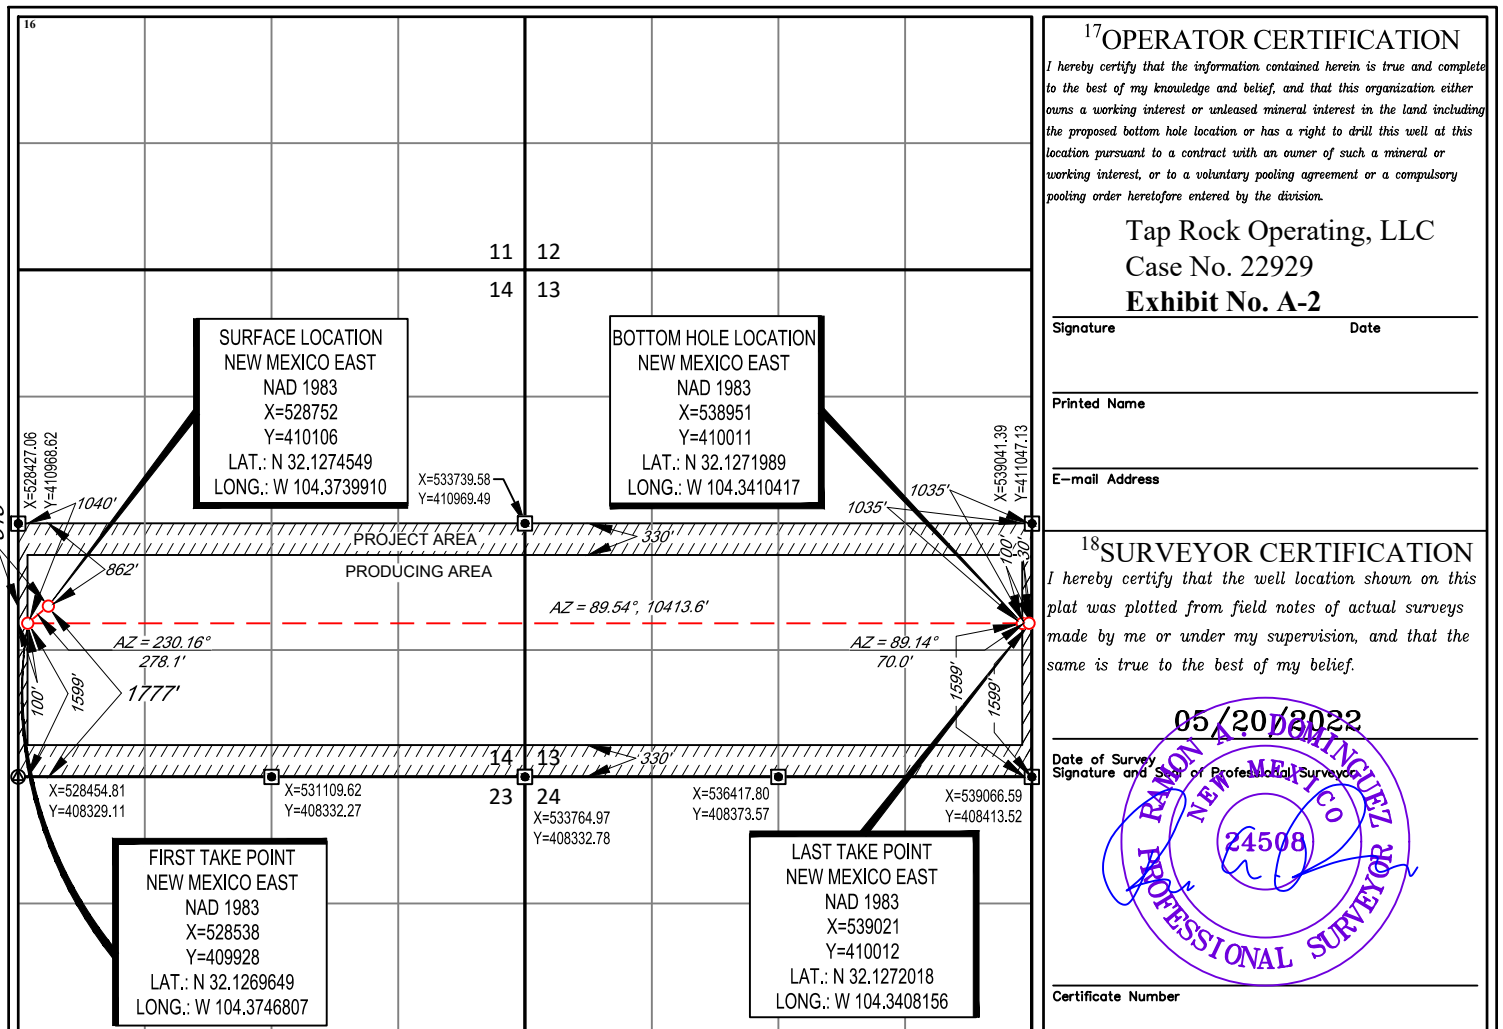 16
11 12
14 13
SURFACE LOCATION
NEW MEXICO EAST
NAD 1983
X=528752
Y=410106
LAT.: N 32.1274549
LONG.: W 104.3739910
BOTTOM HOLE LOCATION
NEW MEXICO EAST
NAD 1983
X=538951
Y=410011
LAT.: N 32.1271989
LONG.: W 104.3410417
X=528427.06
Y=410968.62
X=533739.58
Y=410969.49
X=539041.39
Y=411047.13
1040'
862'
1035'
1035'
PROJECT AREA
330'
PRODUCING AREA
100'
AZ = 89.54°, 10413.6'
AZ = 230.16°
278.1'
AZ = 89.14°
70.0'
100'
1599'
1777'
1599'
1599'
330'
14 13
23 24
X=528454.81
Y=408329.11
X=531109.62
Y=408332.27
X=533764.97
Y=408332.78
X=536417.80
Y=408373.57
X=539066.59
Y=408413.52
FIRST TAKE POINT
NEW MEXICO EAST
NAD 1983
X=528538
Y=409928
LAT.: N 32.1269649
LONG.: W 104.3746807
LAST TAKE POINT
NEW MEXICO EAST
NAD 1983
X=539021
Y=410012
LAT.: N 32.1272018
LONG.: W 104.3408156
17OPERATOR CERTIFICATION
I hereby certify that the information contained herein is true and complete
to the best of my knowledge and belief, and that this organization either
owns a working interest or unleased mineral interest in the land including
the proposed bottom hole location or has a right to drill this well at this
location pursuant to a contract with an owner of such a mineral or
working interest, or to a voluntary pooling agreement or a compulsory
pooling order heretofore entered by the division.
Tap Rock Operating, LLC
Case No. 22929
Exhibit No. A-2
Signature Date
Printed Name
E-mail Address
18SURVEYOR CERTIFICATION
I hereby certify that the well location shown on this
plat was plotted from field notes of actual surveys
made by me or under my supervision, and that the
same is true to the best of my belief.
05/20/2022
Date of Survey
Signature and Seal of Professional Surveyor
RAMON A. DOMINGUEZ
NEW MEXICO
24508
PROFESSIONAL SURVEYOR
Certificate Number